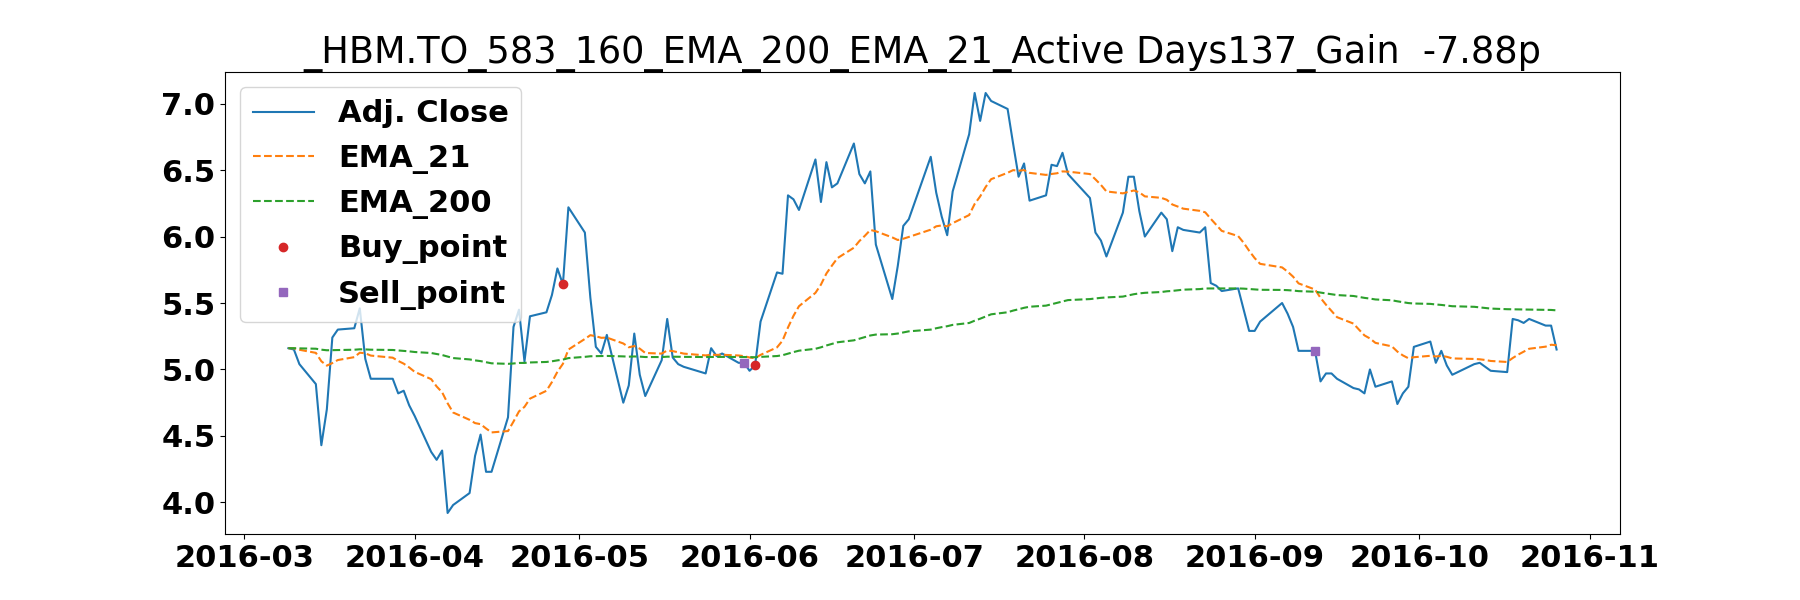 _HBM.TO_583_160_EMA_200_EMA_21_Active Days137_Gain  -7.88p
7.0
6.5
6.0
5.5
5.0
4.5
4.0
Adj. Close
EMA_21
EMA_200
Buy_point
Sell_point
2016-03 2016-04 2016-05 2016-06 2016-07 2016-08 2016-09 2016-10 2016-11